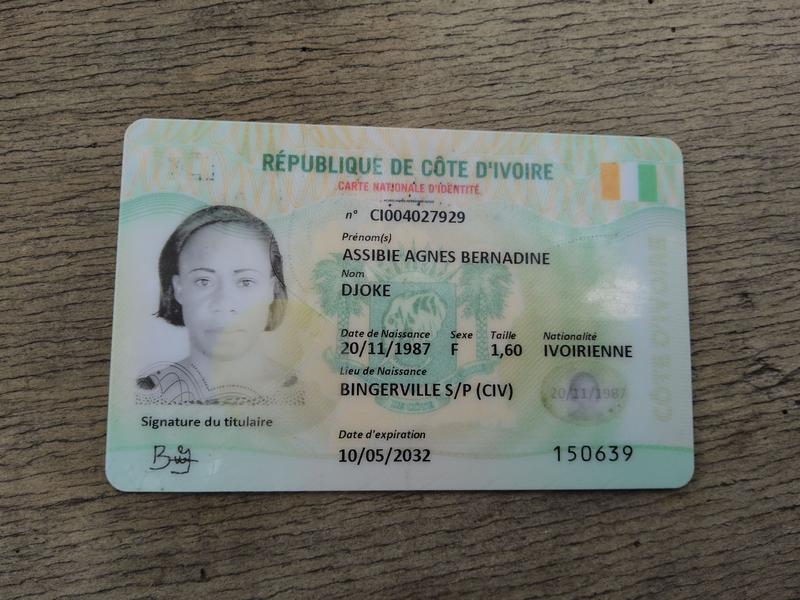 RÉPUBLIQUE DE CÔTE D'IVOIRE
CARTE NATIONALE D'IDENTITÉ
n° CI004027929
Prénom(s)
ASSIBIE AGNES BERNADINE
Nom
DJOKE
Date de Naissance Sexe Taille Nationalité
20/11/1987 F 1,60 IVOIRIENNE
Lieu de Naissance
BINGERVILLE S/P (CIV)
20/11/1987
Signature du titulaire
Date d'expiration
10/05/2032
150639